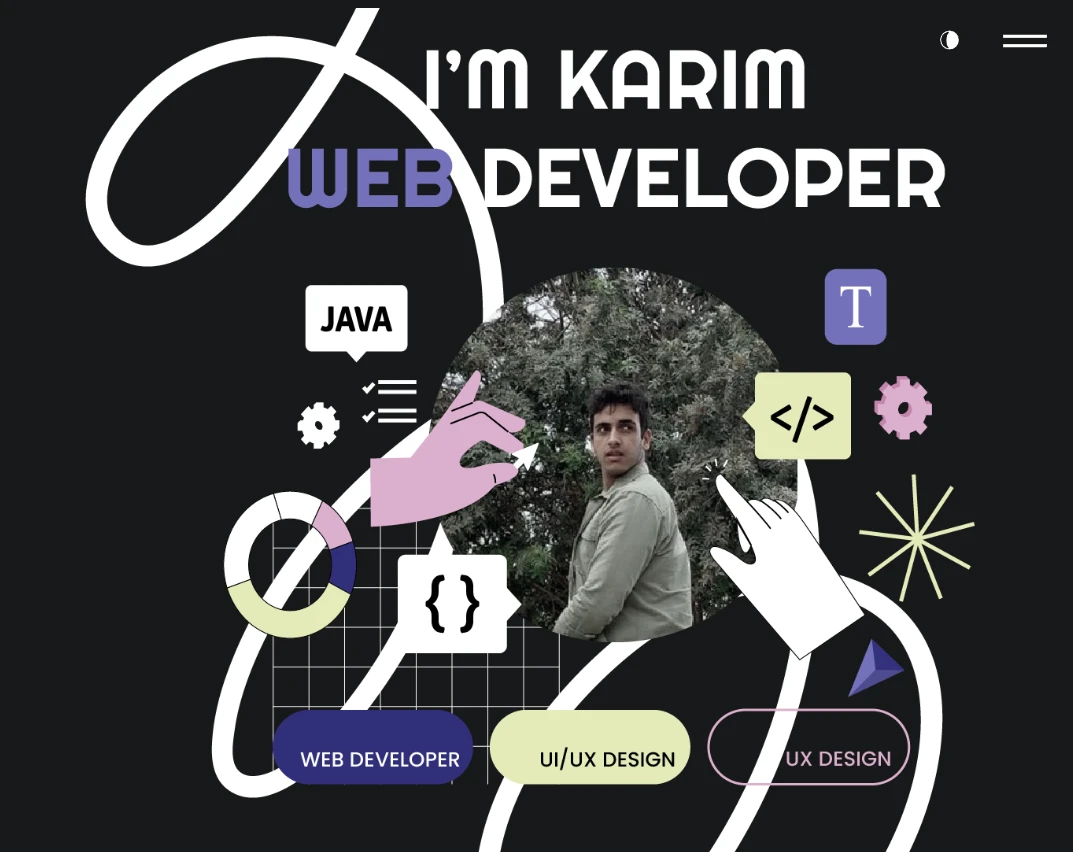 I’M KARIM
WEB DEVELOPER
JAVA
T
</>
{}
WEB DEVELOPER
UI/UX DESIGN
UX DESIGN